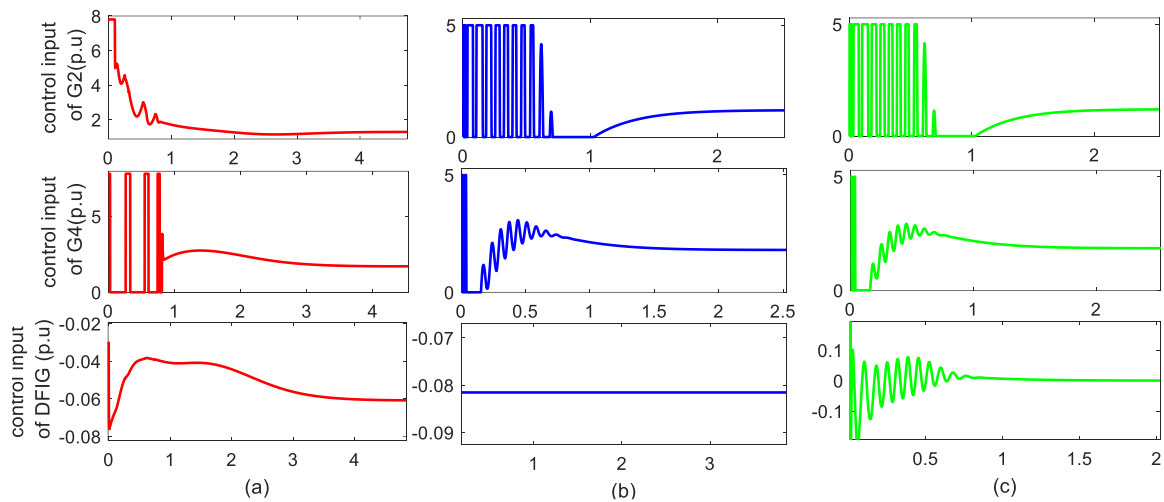 control input
of G2(p.u)
8
6
4
2
0 1 2 3 4
5
0
0 1 2
5
0
0 1 2
control input
of G4(p.u)
5
0
0 1 2 3 4
5
0
0 0.5 1 1.5 2 2.5
5
0
0 1 2
control input
of DFIG (p.u)
-0.02
-0.04
-0.06
-0.08
0 1 2 3 4
-0.07
-0.08
-0.09
1 2 3
0.1
0
-0.1
0.5 1 1.5 2
(a) (b) (c)